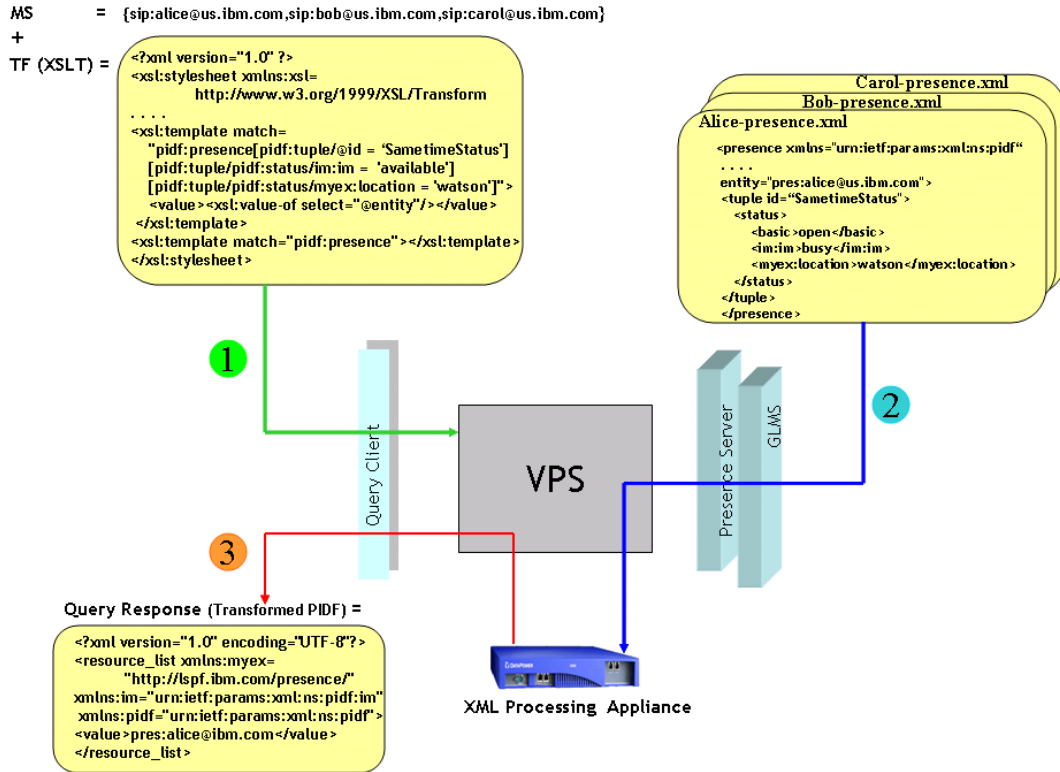 MS = {sip:alice@us.ibm.com,sip:bob@us.ibm.com,sip:carol@us.ibm.com}
+
TF (XSLT) =
<?xml version="1.0" ?>
<xsl:stylesheet xmlns:xsl=
http://www.w3.org/1999/XSL/Transform
. . . .
<xsl:template match=
"pidf:presence[pidf:tuple/@id = 'SametimeStatus']
[pidf:tuple/pidf:status/im:im = 'available']
[pidf:tuple/pidf:status/myex:location = 'watson']">
<value><xsl:value-of select="@entity"/></value>
</xsl:template>
<xsl:template match="pidf:presence"></xsl:template>
</xsl:stylesheet>
Carol-presence.xml
Bob-presence.xml
Alice-presence.xml
<presence xmlns="urn:ietf:params:xml:ns:pidf“
. . . .
entity="pres:alice@us.ibm.com">
<tuple id=“SametimeStatus">
<status>
<basic>open</basic>
<im:im>busy</im:im>
<myex:location>watson</myex:location>
</status>
</tuple>
</presence>
1
2
Query Client
VPS
Presence Server
GLMS
3
Query Response (Transformed PIDF) =
<?xml version="1.0" encoding="UTF-8"?>
<resource_list xmlns:myex=
"http://lspf.ibm.com/presence/"
xmlns:im="urn:ietf:params:xml:ns:pidf:im"
xmlns:pidf="urn:ietf:params:xml:ns:pidf">
<value>pres:alice@ibm.com</value>
</resource_list>
DATAPOWER
XML Processing Appliance